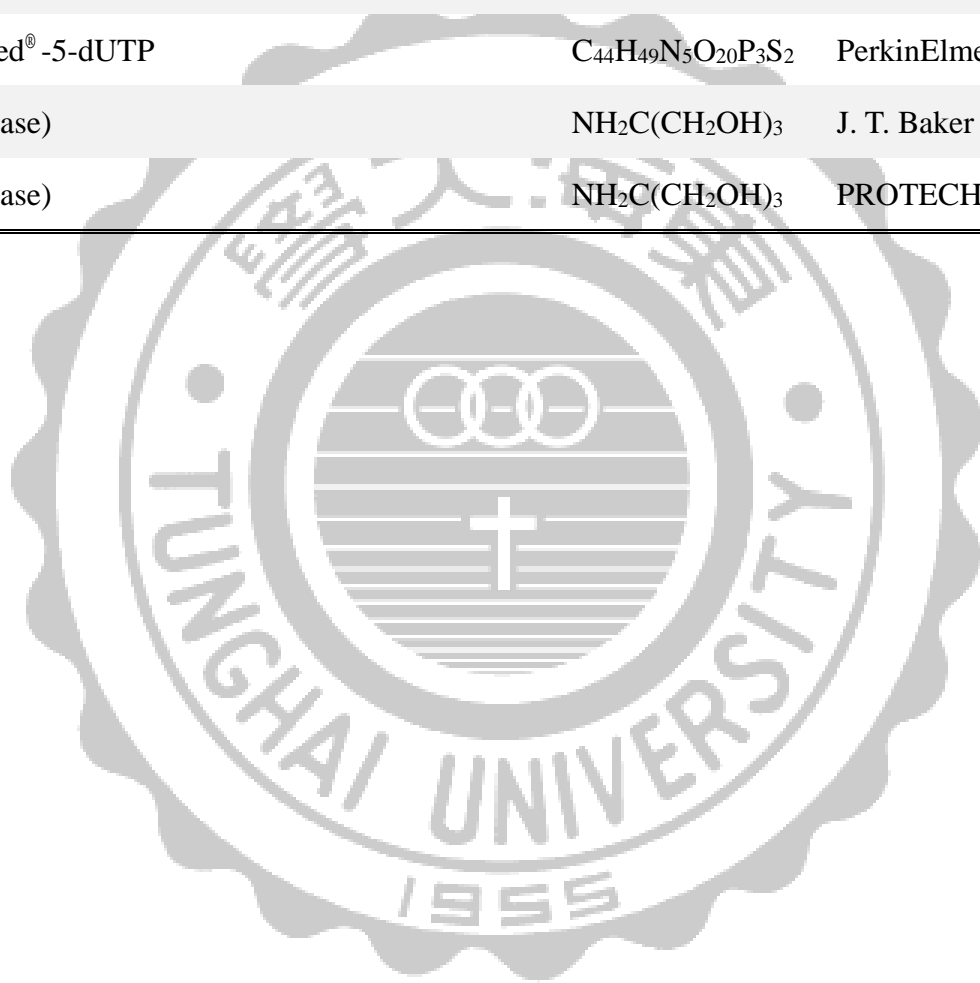 ed® -5-dUTP C₄₄H₄₉N₅O₂₀P₃S₂ PerkinElme
ase) NH₂C(CH₂OH)₃ J. T. Baker
ase) NH₂C(CH₂OH)₃ PROTECH
TUNGHAI UNIVERSITY
1955